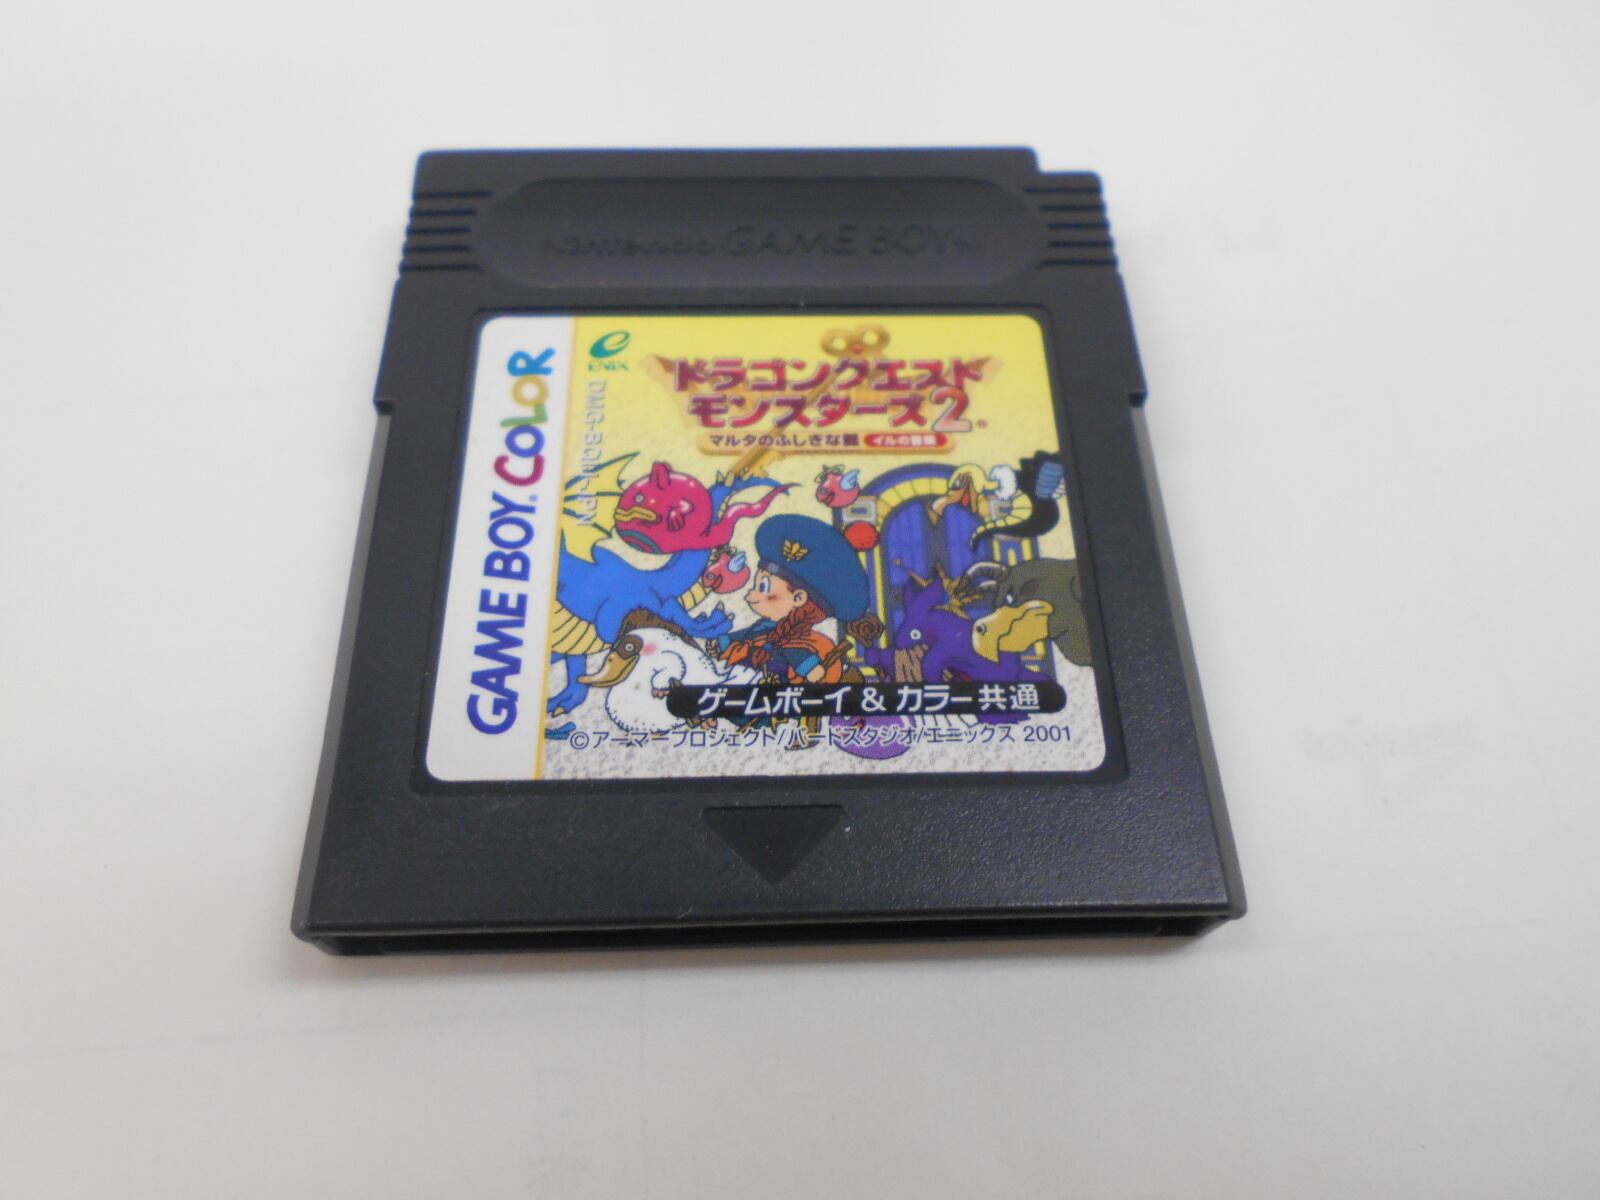 Nintendo GAME BOY™
GAME BOY COLOR
ENIX
ドラゴンクエスト
モンスターズ2
マルタのふしぎな鍵 イルの冒険
DMG-BQIJ-JPN
ゲームボーイ & カラー共通
©アーマープロジェクト/バードスタジオ/エニックス 2001